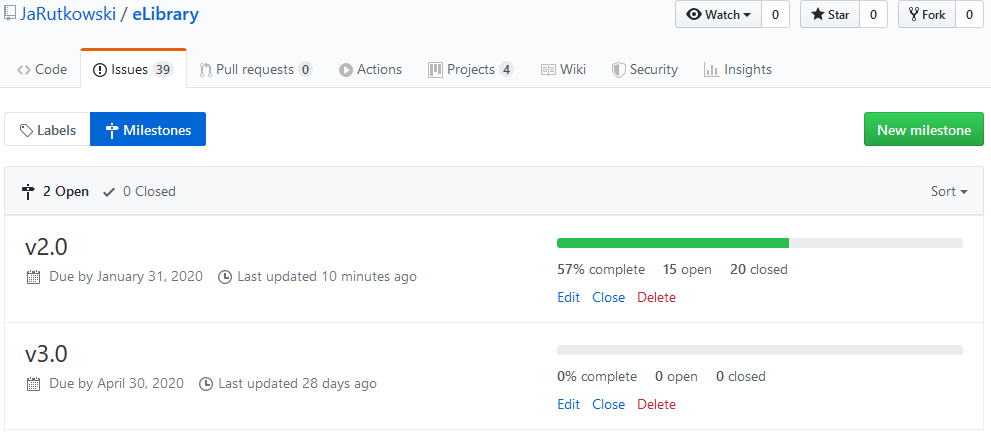 JaRutkowski / eLibrary Watch 0 Star 0 Fork 0
Code Issues 39 Pull requests 0 Actions Projects 4 Wiki Security Insights
Labels Milestones New milestone
2 Open 0 Closed Sort
v2.0
Due by January 31, 2020 Last updated 10 minutes ago
57% complete 15 open 20 closed
Edit Close Delete
v3.0
Due by April 30, 2020 Last updated 28 days ago
0% complete 0 open 0 closed
Edit Close Delete